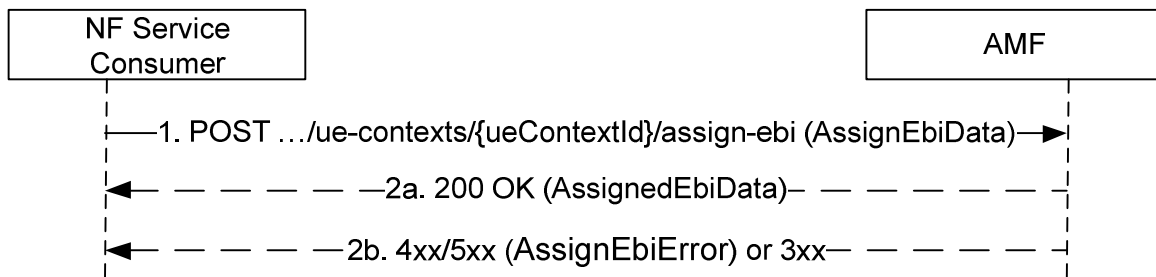 NF Service
Consumer
AMF
1. POST …/ue-contexts/{ueContextId}/assign-ebi (AssignEbiData)
2a. 200 OK (AssignedEbiData)
2b. 4xx/5xx (AssignEbiError) or 3xx